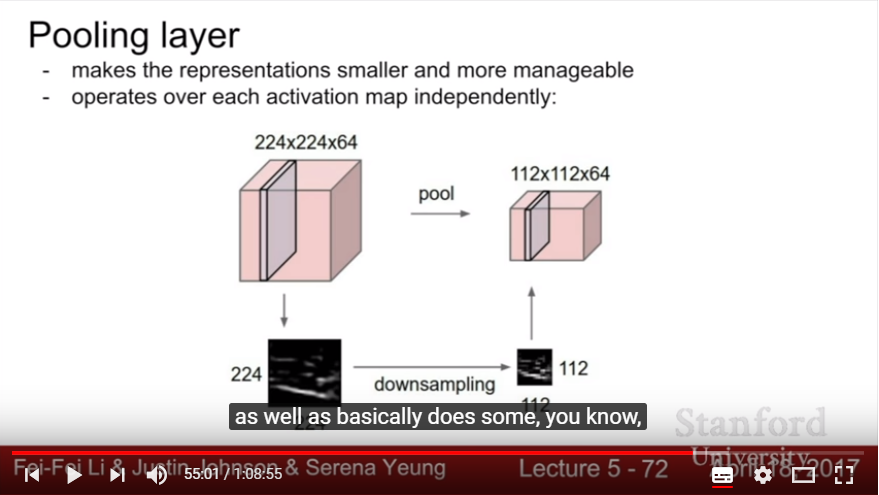 Pooling layer
- makes the representations smaller and more manageable
- operates over each activation map independently:
224x224x64
112x112x64
pool
224
112
downsampling
112
224
as well as basically does some, you know,
Stanford
University
Fei-Fei Li & Justin Johnson & Serena Yeung
Lecture 5 - 72
April 18, 2017
55:01 / 1:08:55